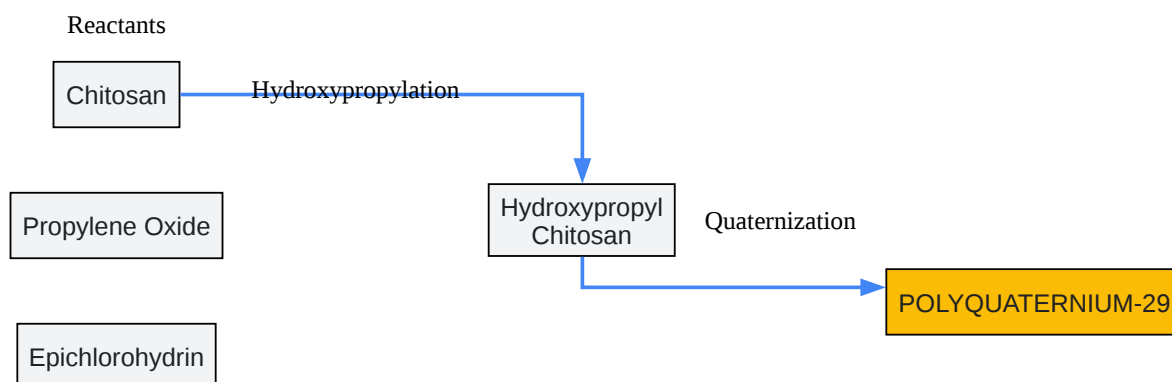 Reactants
Chitosan
Hydroxypropylation
Propylene Oxide
Hydroxypropyl
Chitosan
Quaternization
POLYQUATERNIUM-29
Epichlorohydrin